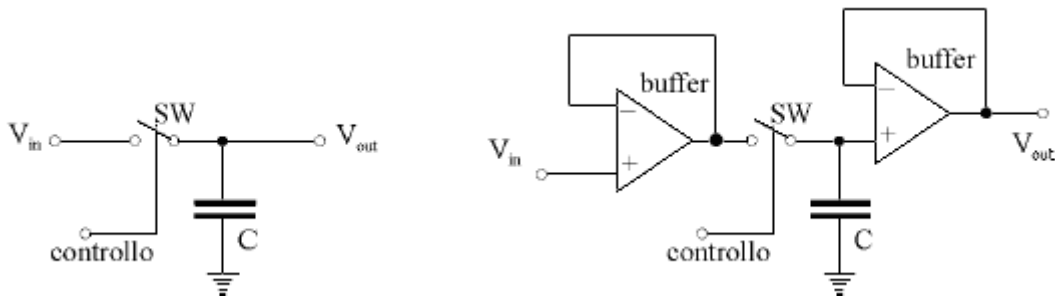 V_in
SW
V_out
C
controllo
buffer
buffer
SW
V_in
V_out
C
controllo